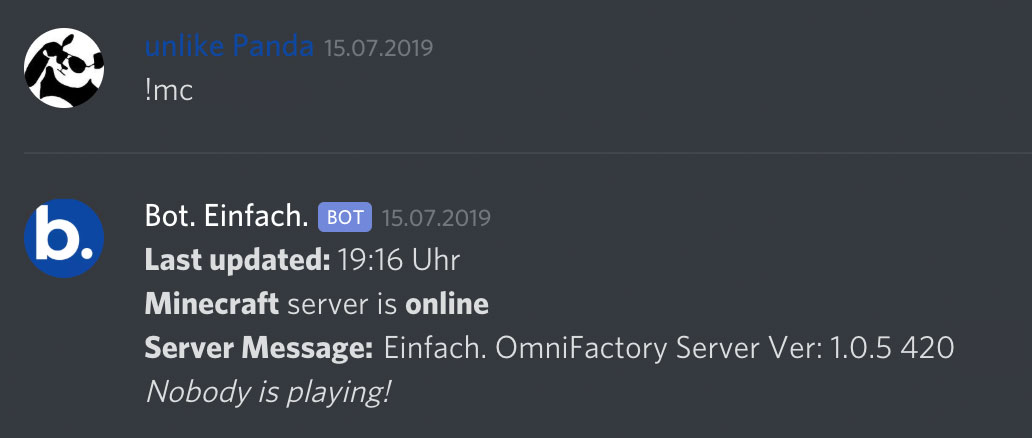 unlike Panda 15.07.2019
!mc
b.
Bot. Einfach. BOT 15.07.2019
Last updated: 19:16 Uhr
Minecraft server is online
Server Message: Einfach. OmniFactory Server Ver: 1.0.5 420
Nobody is playing!